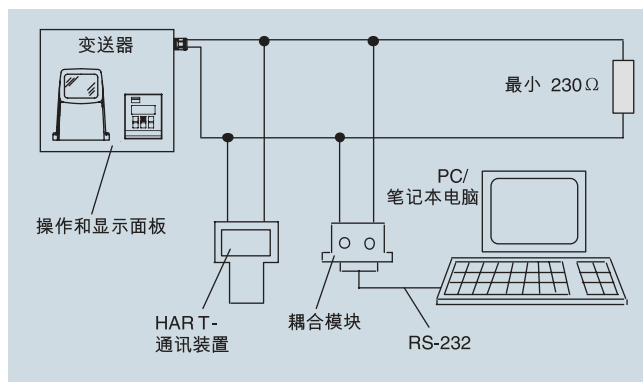 变送器
最小 230Ω
PC/
笔记本电脑
操作和显示面板
HAR T-
通讯装置
耦合模块
RS-232